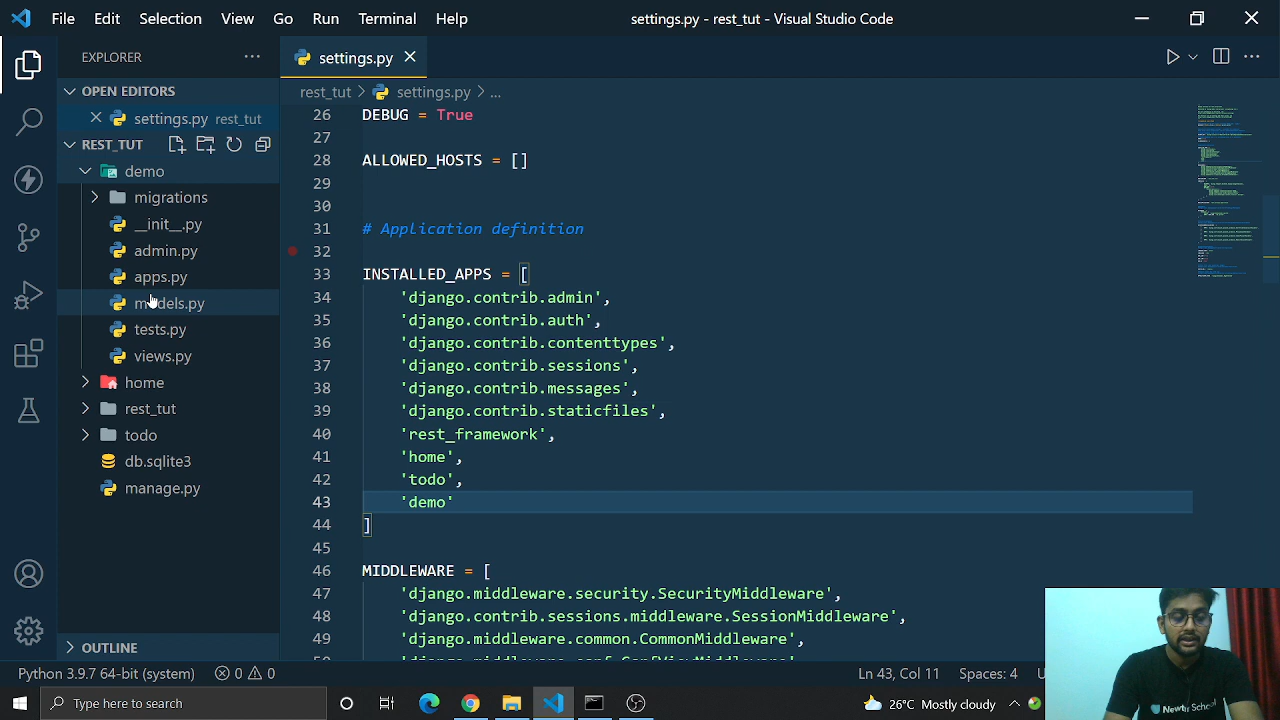 File Edit Selection View Go Run Terminal Help settings.py - rest_tut - Visual Studio Code
EXPLORER
OPEN EDITORS
settings.py rest_tut
REST_TUT
demo
migrations
__init__.py
admin.py
apps.py
models.py
tests.py
views.py
home
rest_tut
todo
db.sqlite3
manage.py
OUTLINE
settings.py
rest_tut > settings.py > ...
26 DEBUG = True
27
28 ALLOWED_HOSTS = []
29
30
31 # Application definition
32
33 INSTALLED_APPS = [
34 'django.contrib.admin',
35 'django.contrib.auth',
36 'django.contrib.contenttypes',
37 'django.contrib.sessions',
38 'django.contrib.messages',
39 'django.contrib.staticfiles',
40 'rest_framework',
41 'home',
42 'todo',
43 'demo'
44 ]
45
46 MIDDLEWARE = [
47 'django.middleware.security.SecurityMiddleware',
48 'django.contrib.sessions.middleware.SessionMiddleware',
49 'django.middleware.common.CommonMiddleware',
Python 3.9.7 64-bit (system) 0 0 Ln 43, Col 11 Spaces: 4
Type here to search 26°C Mostly cloudy